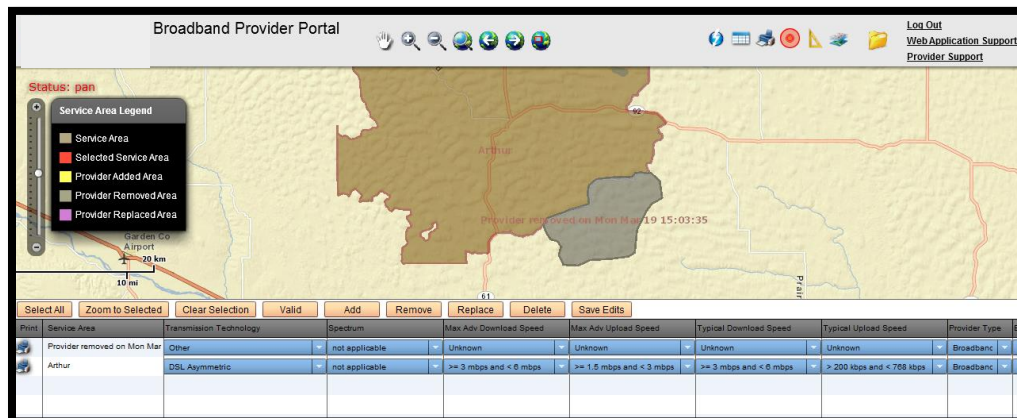 Broadband Provider Portal
Log Out
Web Application Support
Provider Support
Status: pan
Service Area Legend
Service Area
Selected Service Area
Provider Added Area
Provider Removed Area
Provider Replaced Area
92
Arthur
Provider removed on Mon Mar 19 15:03:35
Garden Co
Airport
20 km
10 mi
61
Prair
Select All Zoom to Selected Clear Selection Valid Add Remove Replace Delete Save Edits
Print Service Area Transmission Technology Spectrum Max Adv Download Speed Max Adv Upload Speed Typical Download Speed Typical Upload Speed Provider Type
Provider removed on Mon Mar Other not applicable Unknown Unknown Unknown Unknown Broadbanc
Arthur DSL Asymmetric not applicable >= 3 mbps and < 6 mbps >= 1.5 mbps and < 3 mbps >= 3 mbps and < 6 mbps > 200 kbps and < 768 kbps Broadbanc